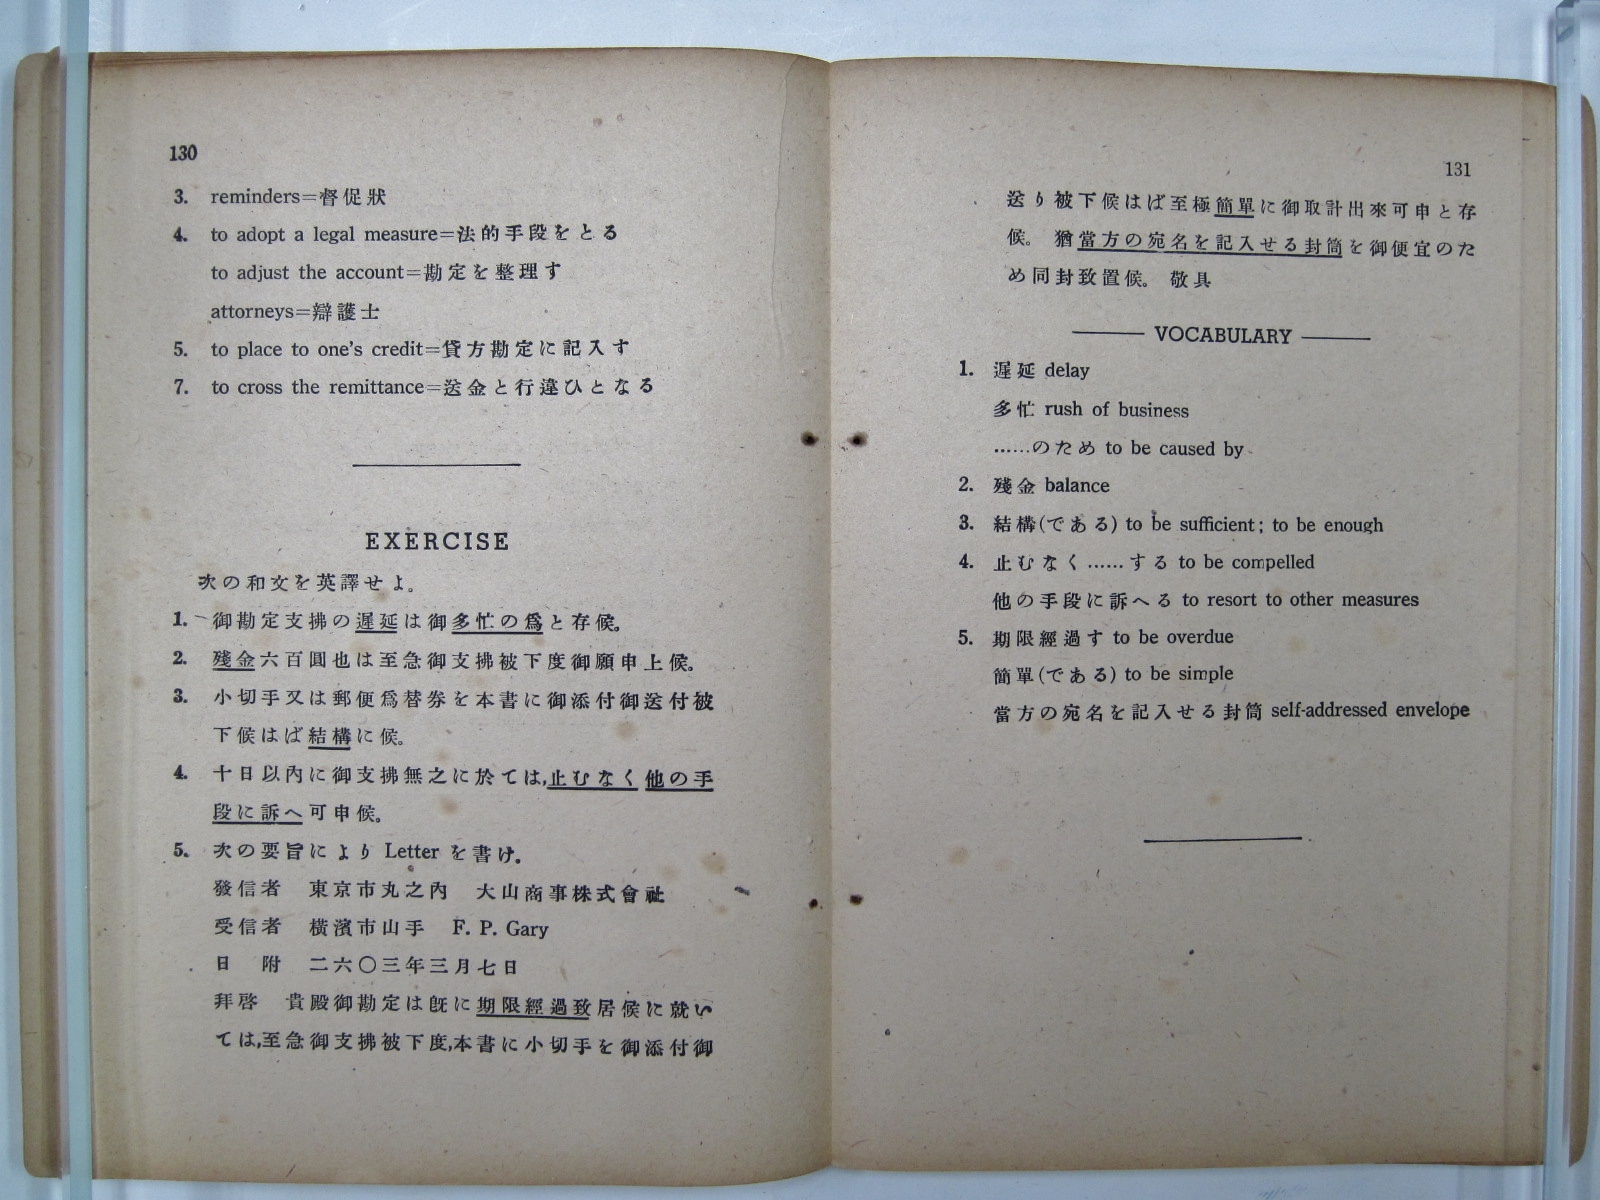 130
3. reminders=督促狀
4. to adopt a legal measure=法的手段をとる
to adjust the account=勘定を整理す
attorneys=辯護士
5. to place to one's credit=貸方勘定に記入す
7. to cross the remittance=送金と行違ひとなる
EXERCISE
次の和文を英譯せよ。
1. 御勘定支拂の遲延は御多忙の爲と存候。
2. 殘金六百圓也は至急御支拂被下度御願申上候。
3. 小切手又は郵便爲替券を本書に御添付御送付被
下候はば結構に候。
4. 十日以內に御支拂無之に於ては,止むなく他の手
段に訴へ可申候。
5. 次の要旨により Letter を書け.
發信者 東京市丸之內 大山商事株式會社
受信者 橫濱市山手 F. P. Gary
日 附 二六〇三年三月七日
拜啓 貴殿御勘定は旣に期限經過致居候に就い
ては,至急御支拂被下度,本書に小切手を御添付御
131
送り被下候はば至極簡單に御取計出來可申と存
候。 猶當方の宛名を記入せる封筒を御便宜のた
め同封致置候。 敬具
VOCABULARY
1. 遲延 delay
多忙 rush of business
......のため to be caused by
2. 殘金 balance
3. 結構(である) to be sufficient; to be enough
4. 止むなく......する to be compelled
他の手段に訴へる to resort to other measures
5. 期限經過す to be overdue
簡單(である) to be simple
當方の宛名を記入せる封筒 self-addressed envelope